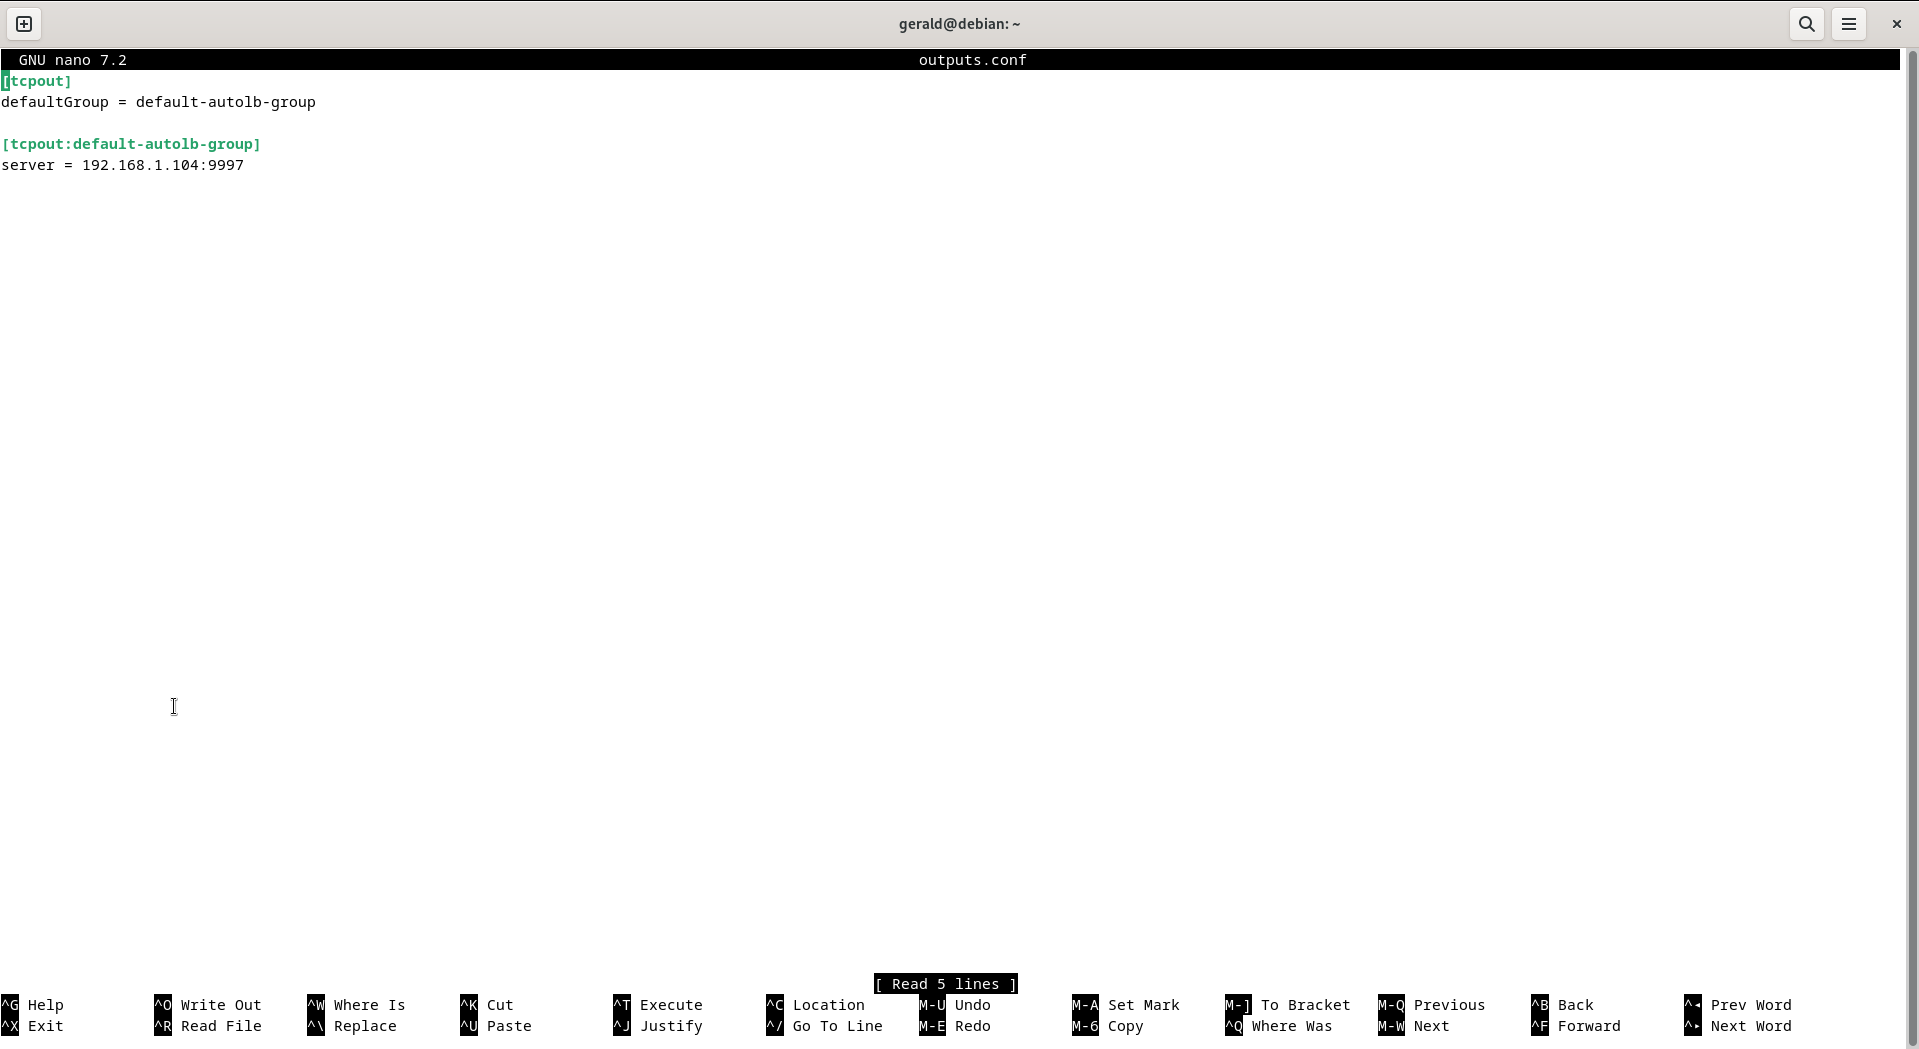 gerald@debian: ~
GNU nano 7.2 outputs.conf
[tcpout]
defaultGroup = default-autolb-group
[tcpout:default-autolb-group]
server = 192.168.1.104:9997
[ Read 5 lines ]
^G Help ^O Write Out ^W Where Is ^K Cut ^T Execute ^C Location M-U Undo M-A Set Mark M-] To Bracket M-Q Previous ^B Back ^◂ Prev Word
^X Exit ^R Read File ^\ Replace ^U Paste ^J Justify ^/ Go To Line M-E Redo M-6 Copy ^Q Where Was M-W Next ^F Forward ^▸ Next Word